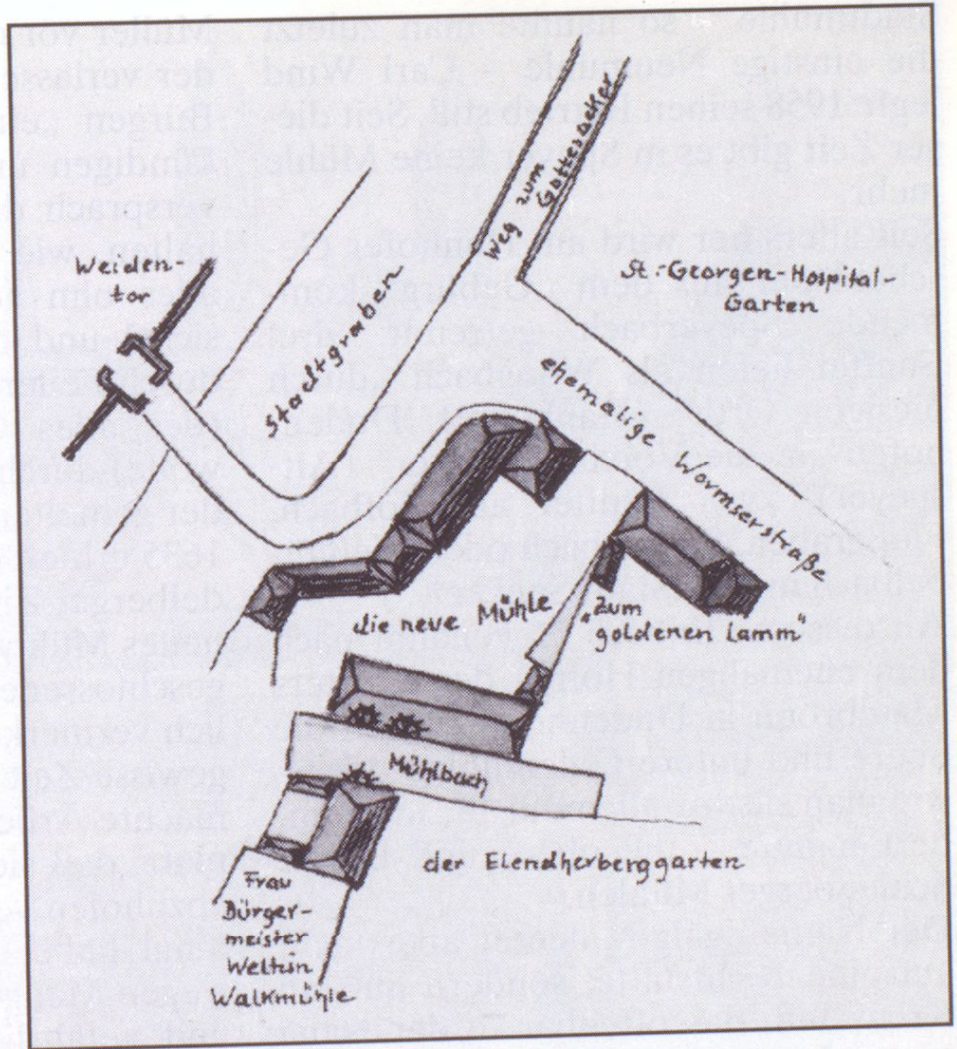 Weg zum
Gottesacker
Weiden-
tor
Stadtgraben
St.-Georgen-Hospital-
Garten
ehemalige Wormserstraße
die neue Mühle
"Zum
goldenen Lamm"
Mühlbach
der Elendherberggarten
Frau
Bürger-
meister
Welthin
Walkmühle